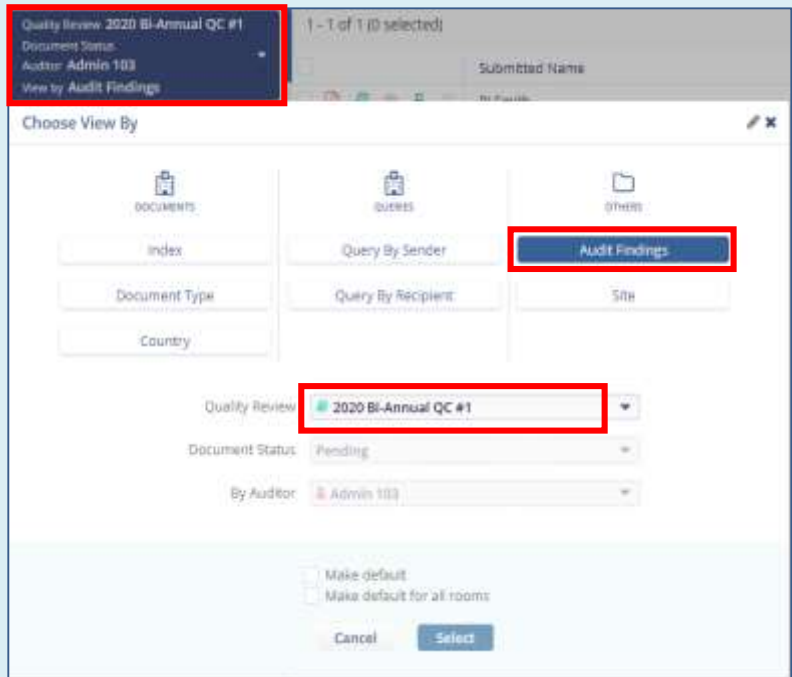 Quality Review 2020 Bi-Annual QC #1
Document Status
Auditor Admin 103
View by Audit Findings
1 - 1 of 1 (0 selected)
Submitted Name
Choose View By
DOCUMENTS
QUERIES
OTHERS
Index
Query By Sender
Audit Findings
Document Type
Query By Recipient
Site
Country
Quality Review 2020 Bi-Annual QC #1
Document Status Pending
By Auditor Admin 103
Make default
Make default for all rooms
Cancel Select